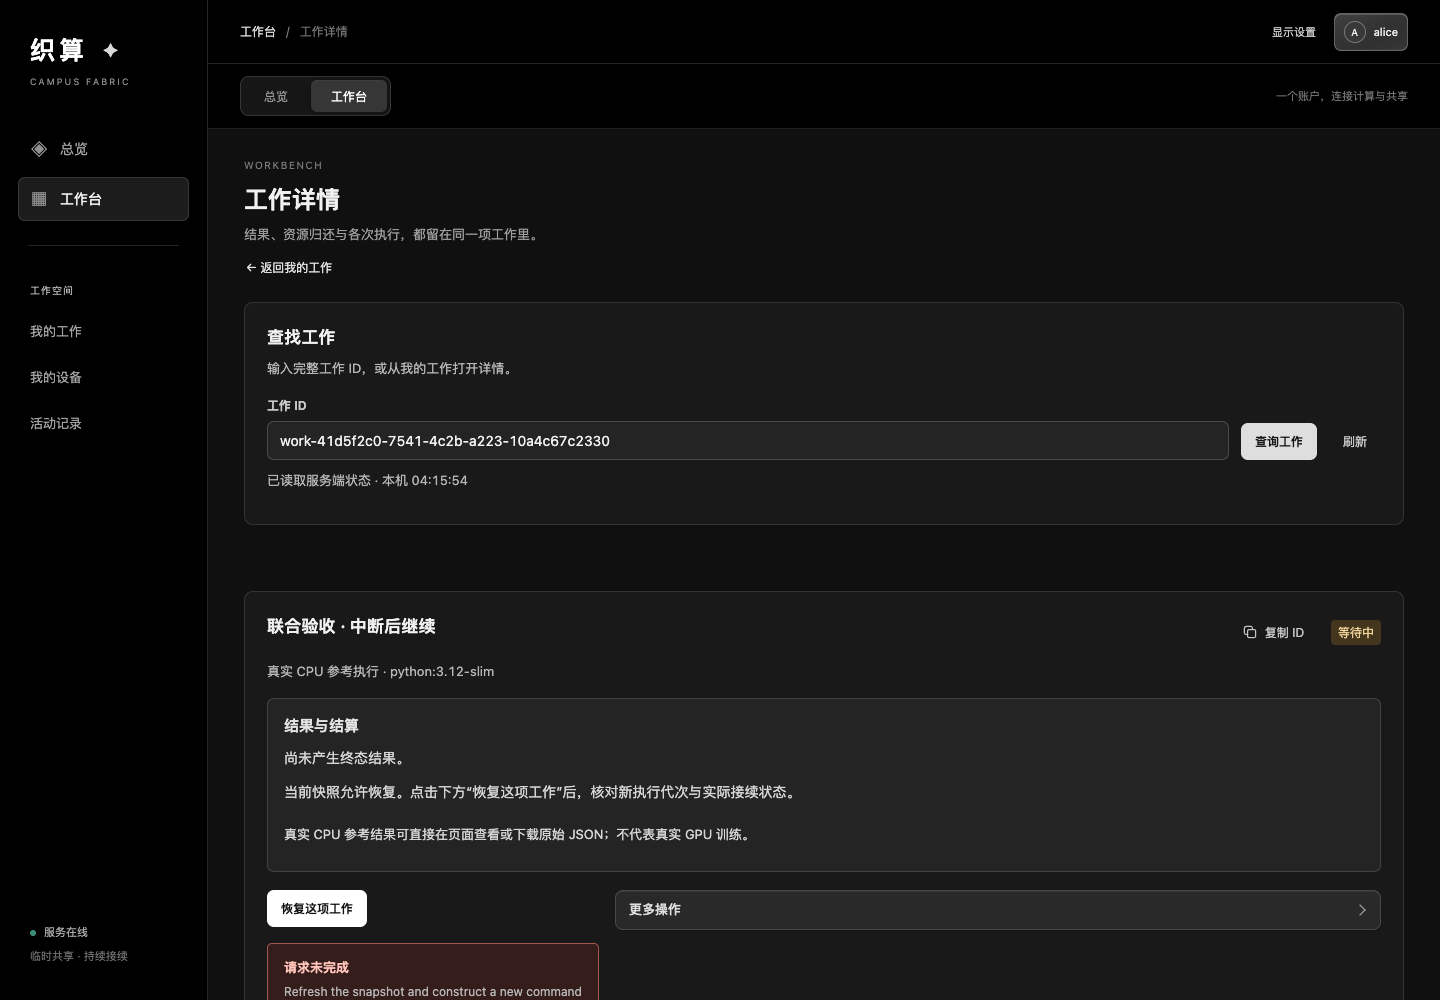 织算
CAMPUS FABRIC
总览
工作台
工作空间
我的工作
我的设备
活动记录
服务在线
临时共享 · 持续接续
工作台 / 工作详情
显示设置
A alice
总览 工作台
一个账户，连接计算与共享
WORKBENCH
工作详情
结果、资源归还与各次执行，都留在同一项工作里。
← 返回我的工作
查找工作
输入完整工作 ID，或从我的工作打开详情。
工作 ID
work-41d5f2c0-7541-4c2b-a223-10a4c67c2330
查询工作
刷新
已读取服务端状态 · 本机 04:15:54
联合验收 · 中断后继续
复制 ID
等待中
真实 CPU 参考执行 · python:3.12-slim
结果与结算
尚未产生终态结果。
当前快照允许恢复。点击下方“恢复这项工作”后，核对新执行代次与实际接续状态。
真实 CPU 参考结果可直接在页面查看或下载原始 JSON；不代表真实 GPU 训练。
恢复这项工作
更多操作
请求未完成
Refresh the snapshot and construct a new command